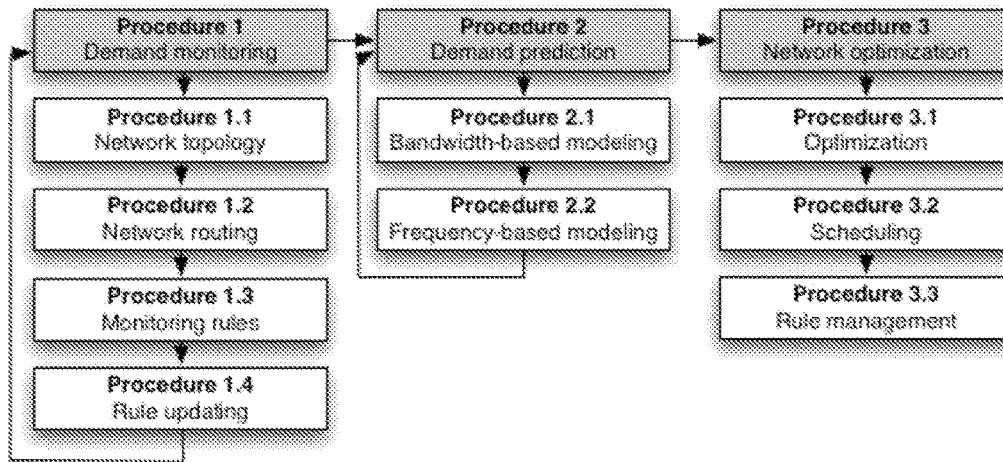 Procedure 1
Demand monitoring
Procedure 1.1
Network topology
Procedure 1.2
Network routing
Procedure 1.3
Monitoring rules
Procedure 1.4
Rule updating
Procedure 2
Demand prediction
Procedure 2.1
Bandwidth-based modeling
Procedure 2.2
Frequency-based modeling
Procedure 3
Network optimization
Procedure 3.1
Optimization
Procedure 3.2
Scheduling
Procedure 3.3
Rule management